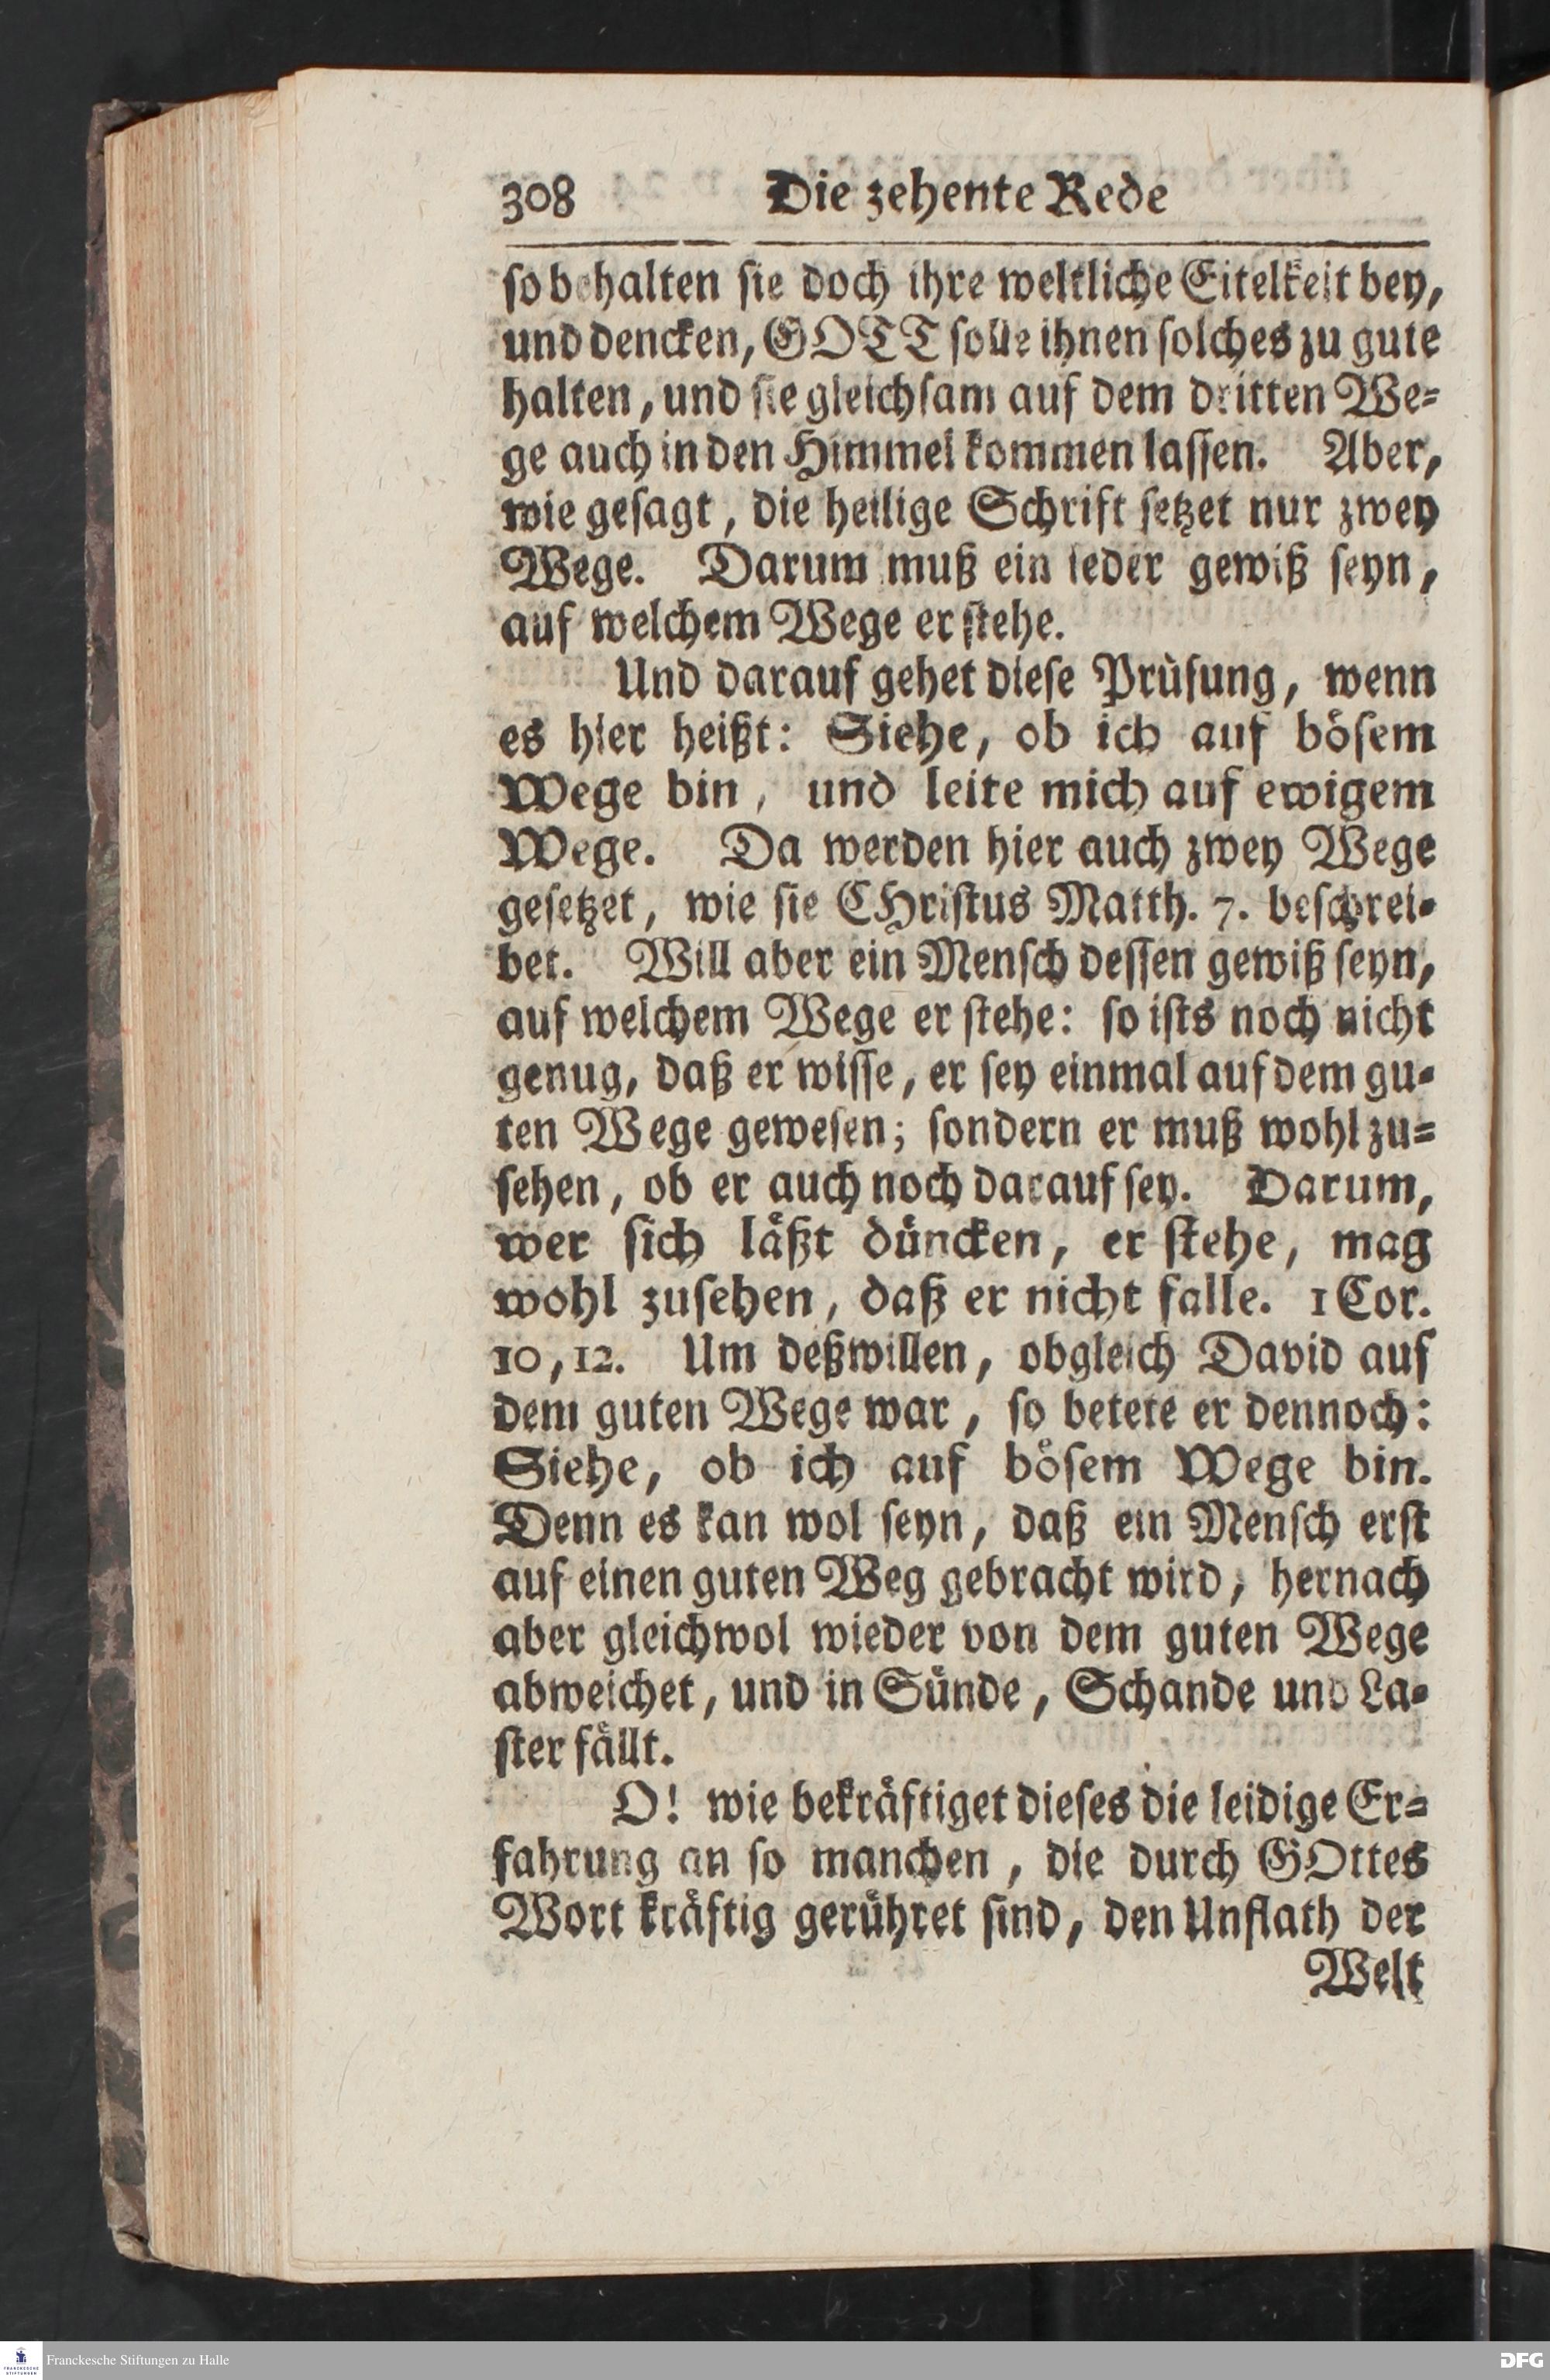 308 Die zehente Rede
so behalten sie doch ihre weltliche Eitelkeit bey,
und dencken, GOTT solle ihnen solches zu gute
halten, und sie gleichsam auf dem dritten We-
ge auch in den Himmel kommen lassen. Aber,
wie gesagt, die heilige Schrift setzet nur zwey
Wege. Darum muß ein ieder gewiß seyn,
auf welchem Wege er stehe.
Und darauf gehet diese Prüfung, wenn
es hier heißt: Siehe, ob ich auf bösem
Wege bin, und leite mich auf ewigem
Wege. Da werden hier auch zwey Wege
gesetzet, wie sie CHristus Matth. 7. beschrei-
bet. Will aber ein Mensch dessen gewiß seyn,
auf welchem Wege er stehe: so ists noch nicht
genug, daß er wisse, er sey einmal auf dem gu-
ten Wege gewesen; sondern er muß wohl zu-
sehen, ob er auch noch darauf sey. Darum,
wer sich läßt düncken, er stehe, mag
wohl zusehen, daß er nicht falle. 1 Cor.
10, 12. Um deßwillen, obgleich David auf
dem guten Wege war, so betete er dennoch:
Siehe, ob ich auf bösem Wege bin.
Denn es kan wol seyn, daß ein Mensch erst
auf einen guten Weg gebracht wird, hernach
aber gleichwol wieder von dem guten Wege
abweichet, und in Sünde, Schande und La-
ster fällt.
O! wie bekräftiget dieses die leidige Er-
fahrung an so manchen, die durch GOttes
Wort kräftig gerühret sind, den Unflath der
Welt
FRANCKESCHE STIFTUNGEN
Franckesche Stiftungen zu Halle
DFG